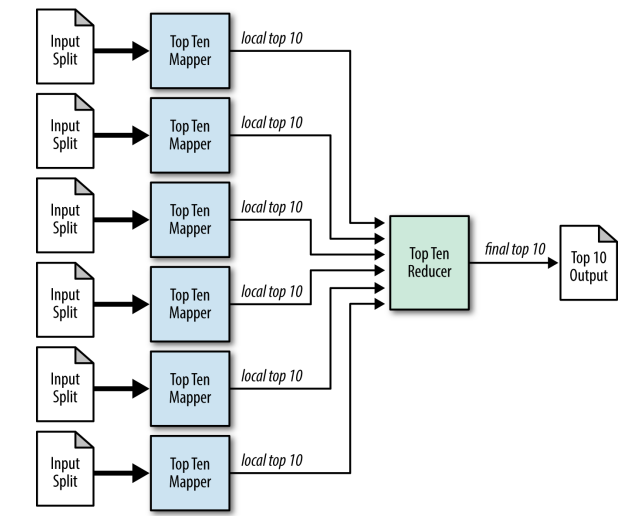 Input
Split
Top Ten
Mapper
local top 10
Input
Split
Top Ten
Mapper
local top 10
Input
Split
Top Ten
Mapper
local top 10
Input
Split
Top Ten
Mapper
local top 10
Input
Split
Top Ten
Mapper
local top 10
Input
Split
Top Ten
Mapper
local top 10
Top Ten
Reducer
final top 10
Top 10
Output